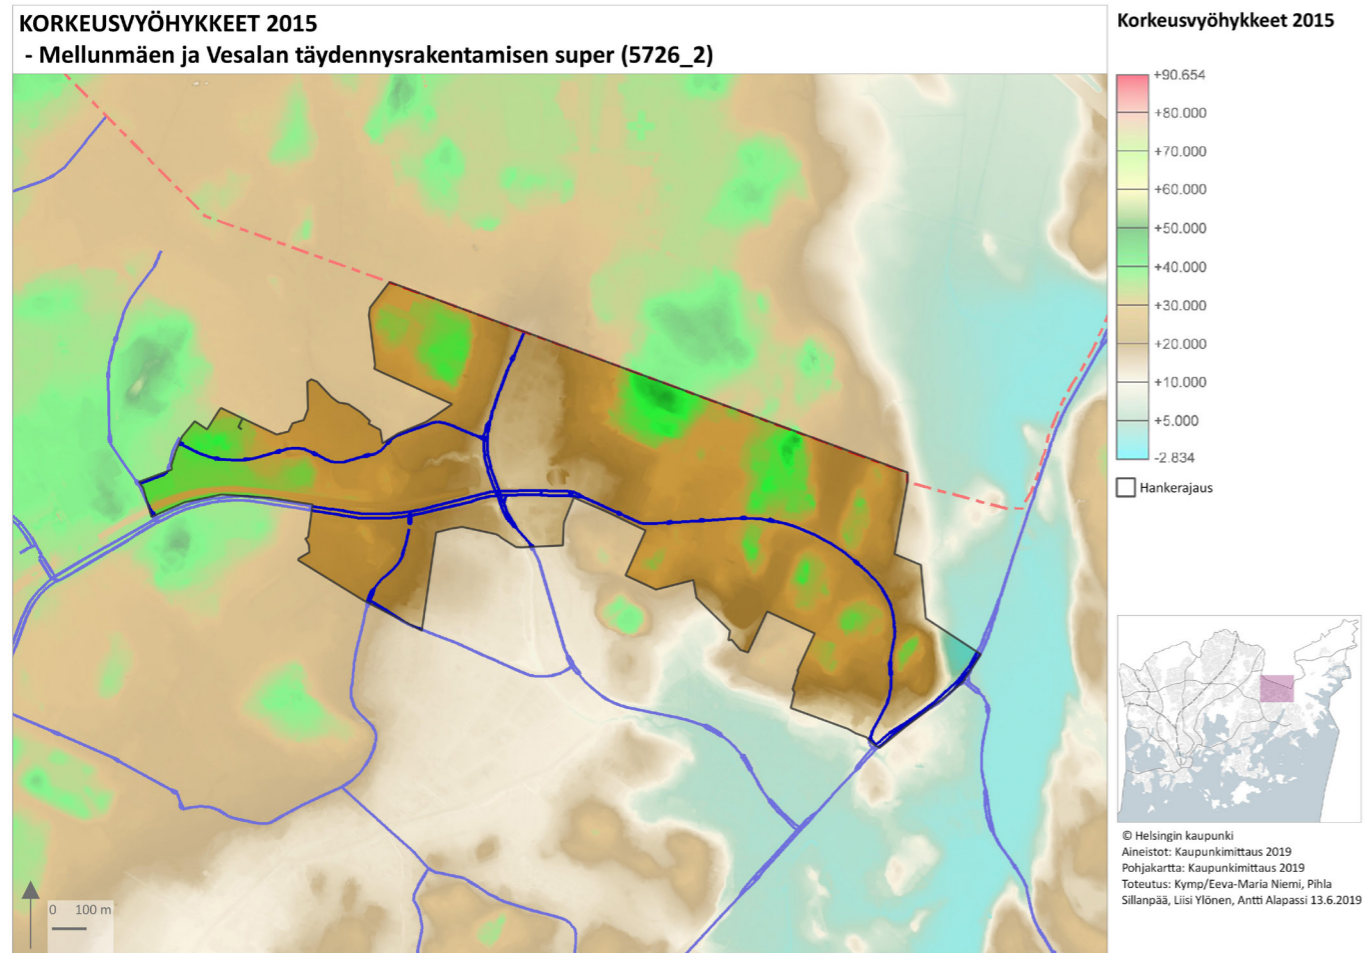 KORKEUSVYÖHYKKEET 2015
- Mellunmäen ja Vesalan täydennysrakentamisen super (5726_2)
Korkeusvyöhykkeet 2015
+90.654
+80.000
+70.000
+60.000
+50.000
+40.000
+30.000
+20.000
+10.000
+5.000
-2.834
Hankerajaus
0 100 m
© Helsingin kaupunki
Aineistot: Kaupunkimittaus 2019
Pohjakartta: Kaupunkimittaus 2019
Toteutus: Kymp/Eeva-Maria Niemi, Pihla
Sillanpää, Liisi Ylönen, Antti Alapassi 13.6.2019